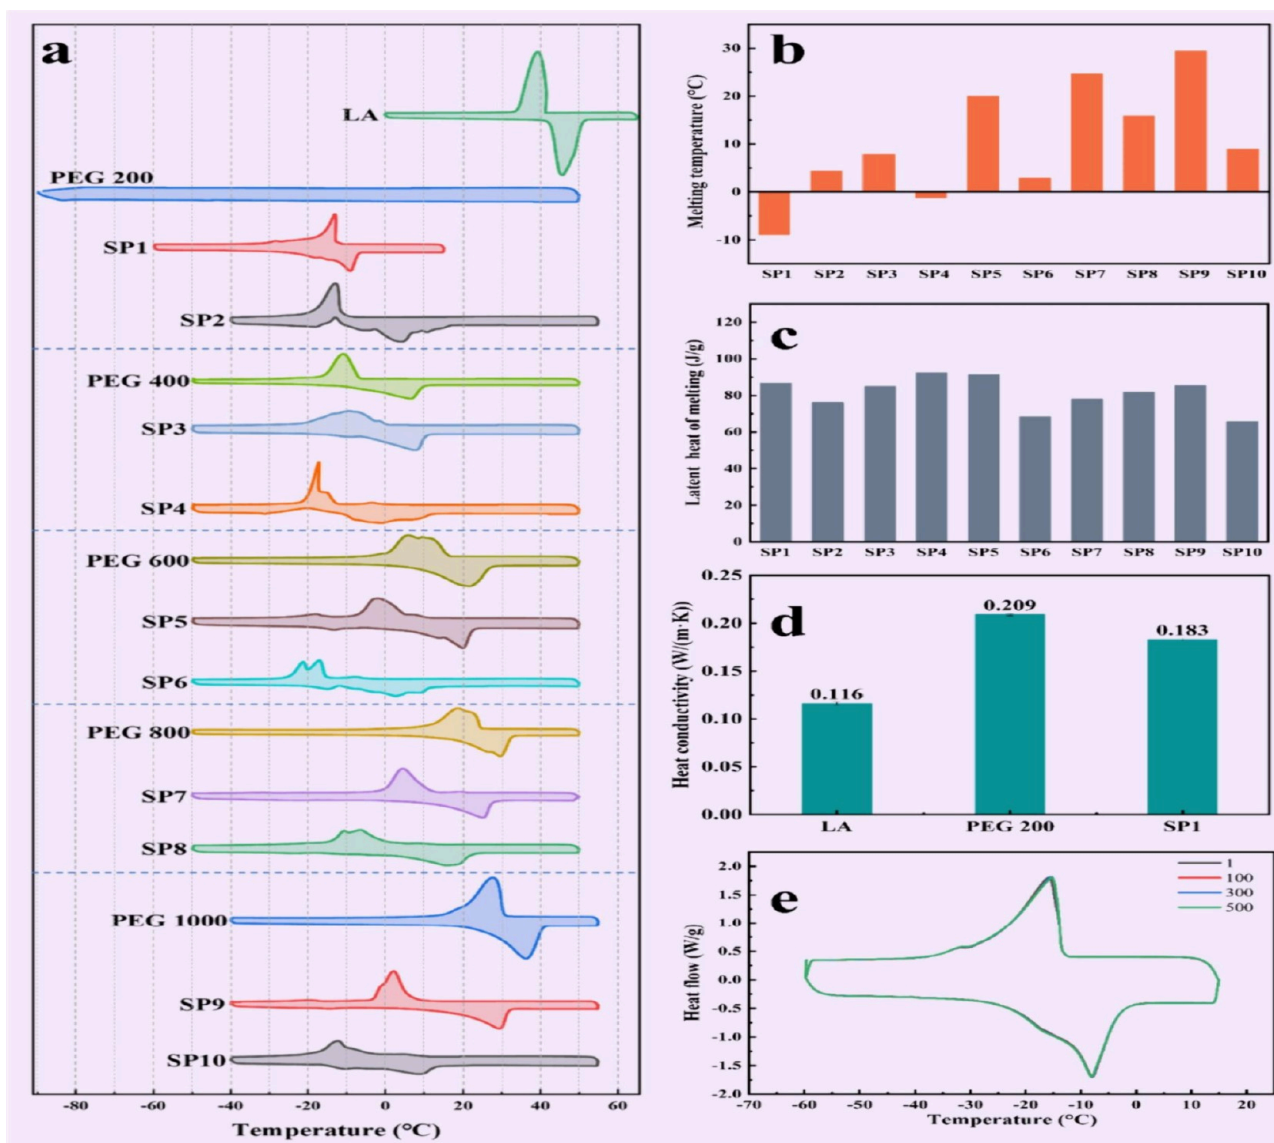 a
LA
PEG 200
SP1
SP2
PEG 400
SP3
SP4
PEG 600
SP5
SP6
PEG 800
SP7
SP8
PEG 1000
SP9
SP10
-80 -60 -40 -20 0 20 40 60
Temperature (°C)
b
Melting temperature (°C)
30
20
10
0
-10
SP1 SP2 SP3 SP4 SP5 SP6 SP7 SP8 SP9 SP10
c
Latent heat of melting (J/g)
120
100
80
60
40
20
0
SP1 SP2 SP3 SP4 SP5 SP6 SP7 SP8 SP9 SP10
d
Heat conductivity (W/(m·K))
0.25
0.20
0.15
0.10
0.05
0.00
0.116
0.209
0.183
LA PEG 200 SP1
e
Heat flow (W/g)
2.0
1.5
1.0
0.5
0.0
-0.5
-1.0
-1.5
-2.0
1
100
300
500
-70 -60 -50 -40 -30 -20 -10 0 10 20
Temperature (°C)